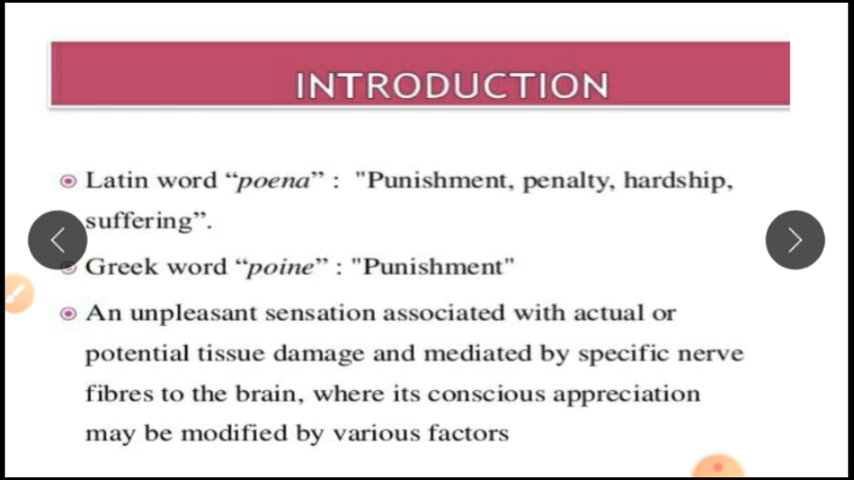 INTRODUCTION
Latin word “poena” : "Punishment, penalty, hardship,
suffering”.
Greek word “poine” : "Punishment"
An unpleasant sensation associated with actual or
potential tissue damage and mediated by specific nerve
fibres to the brain, where its conscious appreciation
may be modified by various factors